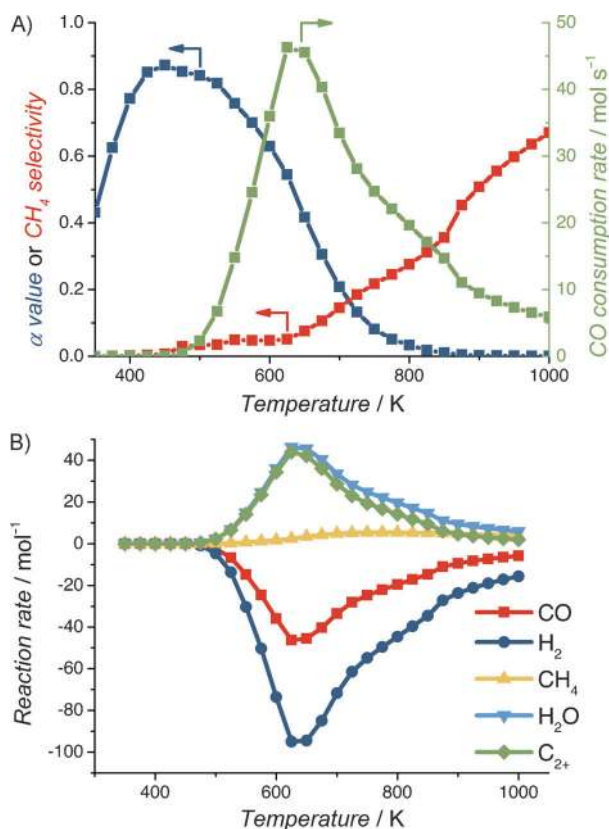 A)
α value or CH₄ selectivity
1.0
0.8
0.6
0.4
0.2
0.0
50
40
30
20
10
0
CO consumption rate / mol s⁻¹
400 600 800 1000
Temperature / K
B)
Reaction rate / mol⁻¹
40
20
0
-20
-40
-60
-80
-100
CO
H₂
CH₄
H₂O
C₂₊
400 600 800 1000
Temperature / K